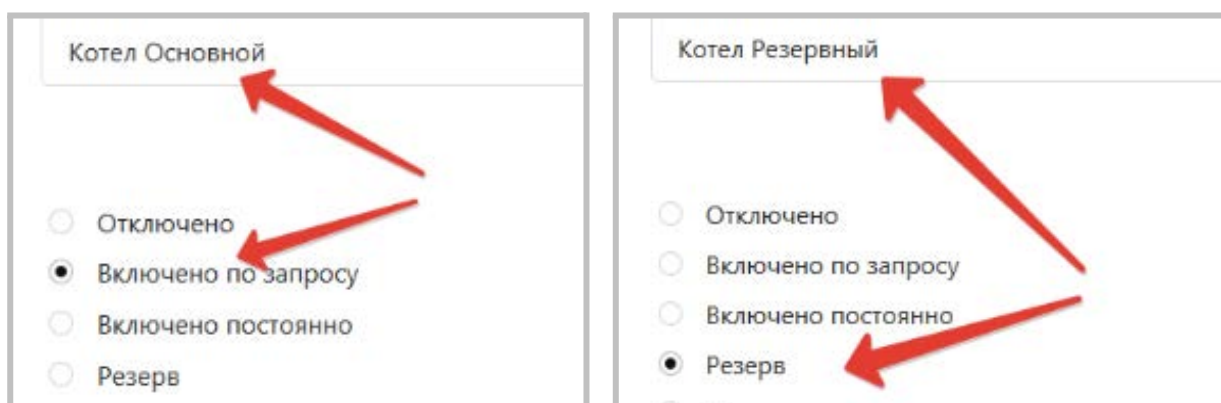 Котел Основной
Отключено
Включено по запросу
Включено постоянно
Резерв
Котел Резервный
Отключено
Включено по запросу
Включено постоянно
Резерв